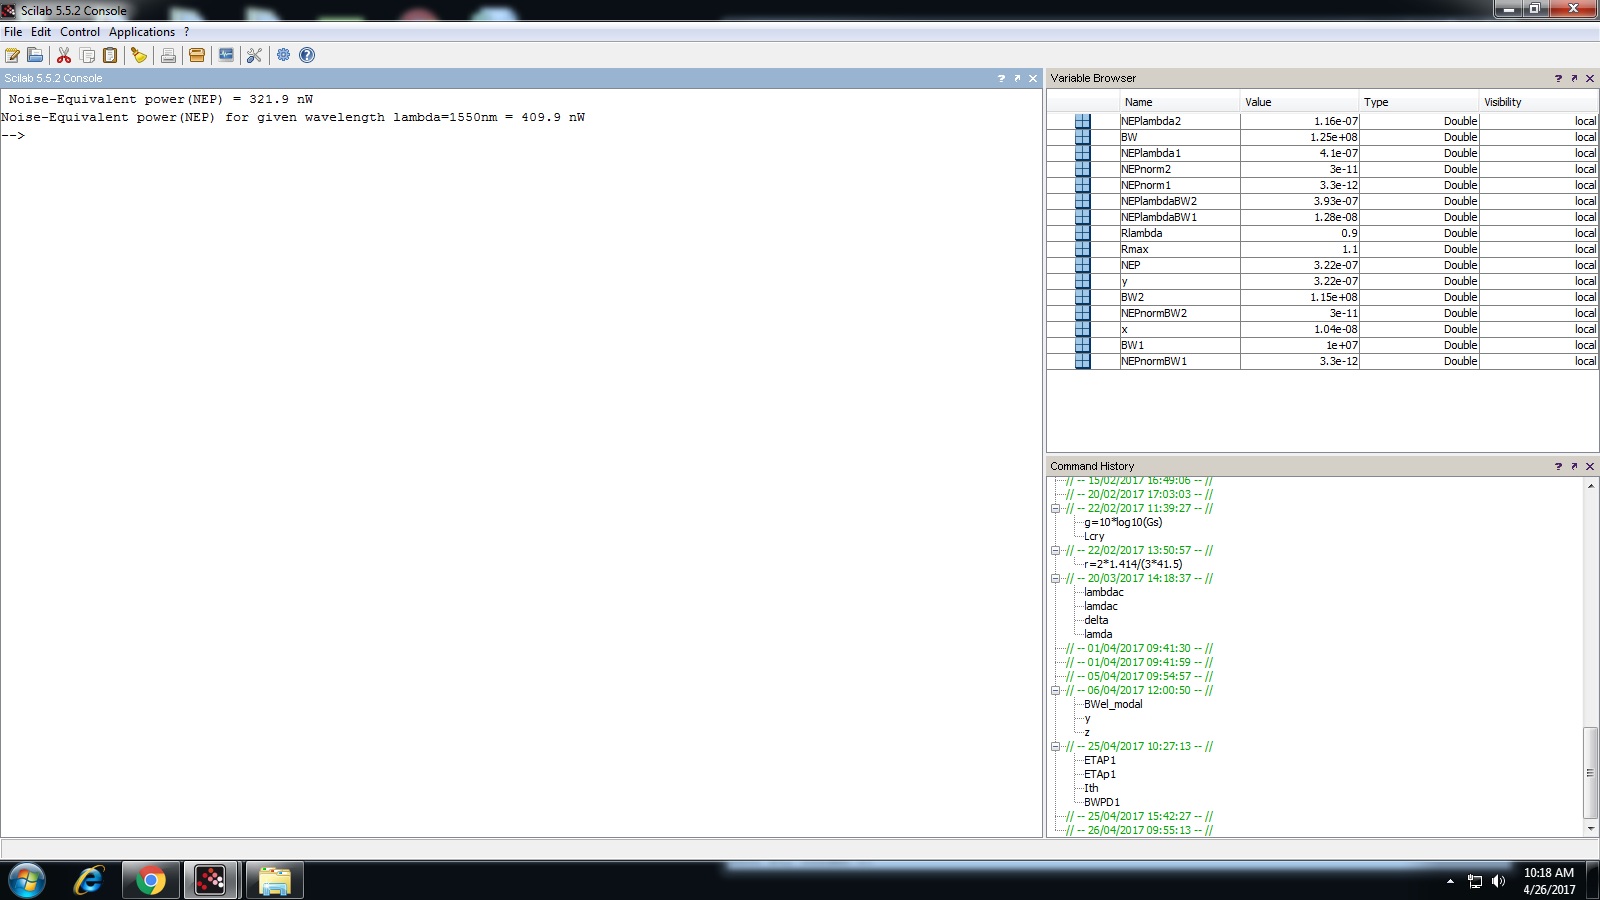 Scilab 5.5.2 Console
File Edit Control Applications ?
Scilab 5.5.2 Console ?
Noise-Equivalent power(NEP) = 321.9 nW
Noise-Equivalent power(NEP) for given wavelength lambda=1550nm = 409.9 nW
-->
Variable Browser ?
Name Value Type Visibility
NEPlambda2 1.16e-07 Double local
BW 1.25e+08 Double local
NEPlambda1 4.1e-07 Double local
NEPnorm2 3e-11 Double local
NEPnorm1 3.3e-12 Double local
NEPlambdaBW2 3.93e-07 Double local
NEPlambdaBW1 1.28e-08 Double local
Rlambda 0.9 Double local
Rmax 1.1 Double local
NEP 3.22e-07 Double local
y 3.22e-07 Double local
BW2 1.15e+08 Double local
NEPnormBW2 3e-11 Double local
x 1.04e-08 Double local
BW1 1e+07 Double local
NEPnormBW1 3.3e-12 Double local
Command History ?
// -- 15/02/2017 16:49:06 -- //
// -- 20/02/2017 17:03:03 -- //
// -- 22/02/2017 11:39:27 -- //
g=10*log10(Gs)
Lcry
// -- 22/02/2017 13:50:57 -- //
r=2*1.414/(3*41.5)
// -- 20/03/2017 14:18:37 -- //
lambdac
lamdac
delta
lamda
// -- 01/04/2017 09:41:30 -- //
// -- 01/04/2017 09:41:59 -- //
// -- 05/04/2017 09:54:57 -- //
// -- 06/04/2017 12:00:50 -- //
BWel_modal
y
z
// -- 25/04/2017 10:27:13 -- //
ETAP1
ETAp1
Ith
BWPD1
// -- 25/04/2017 15:42:27 -- //
// -- 26/04/2017 09:55:13 -- //
10:18 AM
4/26/2017